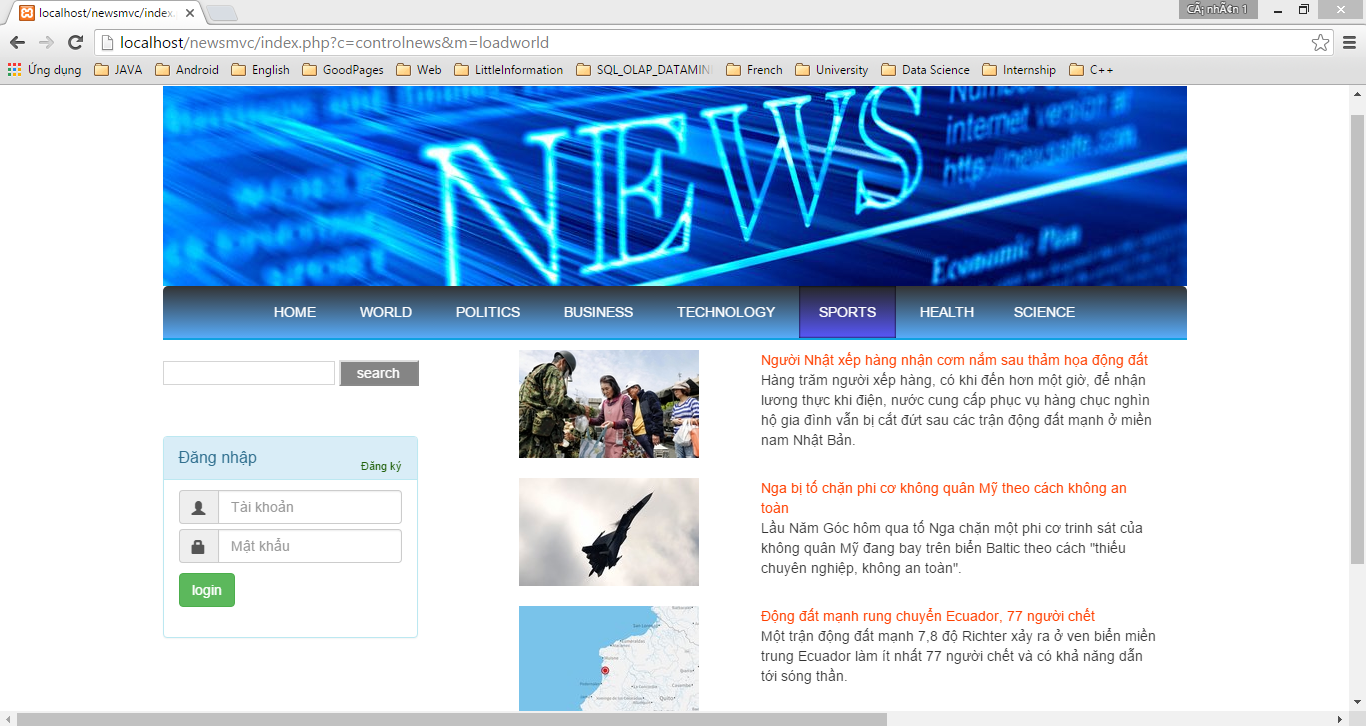 localhost/newsmvc/index.
CÃ¡ nhÃ¢n 1
localhost/newsmvc/index.php?c=controlnews&m=loadworld
Ứng dụng JAVA Android English GoodPages Web LittleInformation SQL_OLAP_DATAMIN French University Data Science Internship C++
NEWS
Number
internet version
Economic
HOME WORLD POLITICS BUSINESS TECHNOLOGY SPORTS HEALTH SCIENCE
search
Đăng nhập
Đăng ký
Tài khoản
Mật khẩu
login
Người Nhật xếp hàng nhận cơm nắm sau thảm họa động đất
Hàng trăm người xếp hàng, có khi đến hơn một giờ, để nhận
lương thực khi điện, nước cung cấp phục vụ hàng chục nghìn
hộ gia đình vẫn bị cắt đứt sau các trận động đất mạnh ở miền
nam Nhật Bản.
Nga bị tố chặn phi cơ không quân Mỹ theo cách không an
toàn
Lầu Năm Góc hôm qua tố Nga chặn một phi cơ trinh sát của
không quân Mỹ đang bay trên biển Baltic theo cách "thiếu
chuyên nghiệp, không an toàn".
Động đất mạnh rung chuyển Ecuador, 77 người chết
Một trận động đất mạnh 7,8 độ Richter xảy ra ở ven biển miền
trung Ecuador làm ít nhất 77 người chết và có khả năng dẫn
tới sóng thần.
Quito